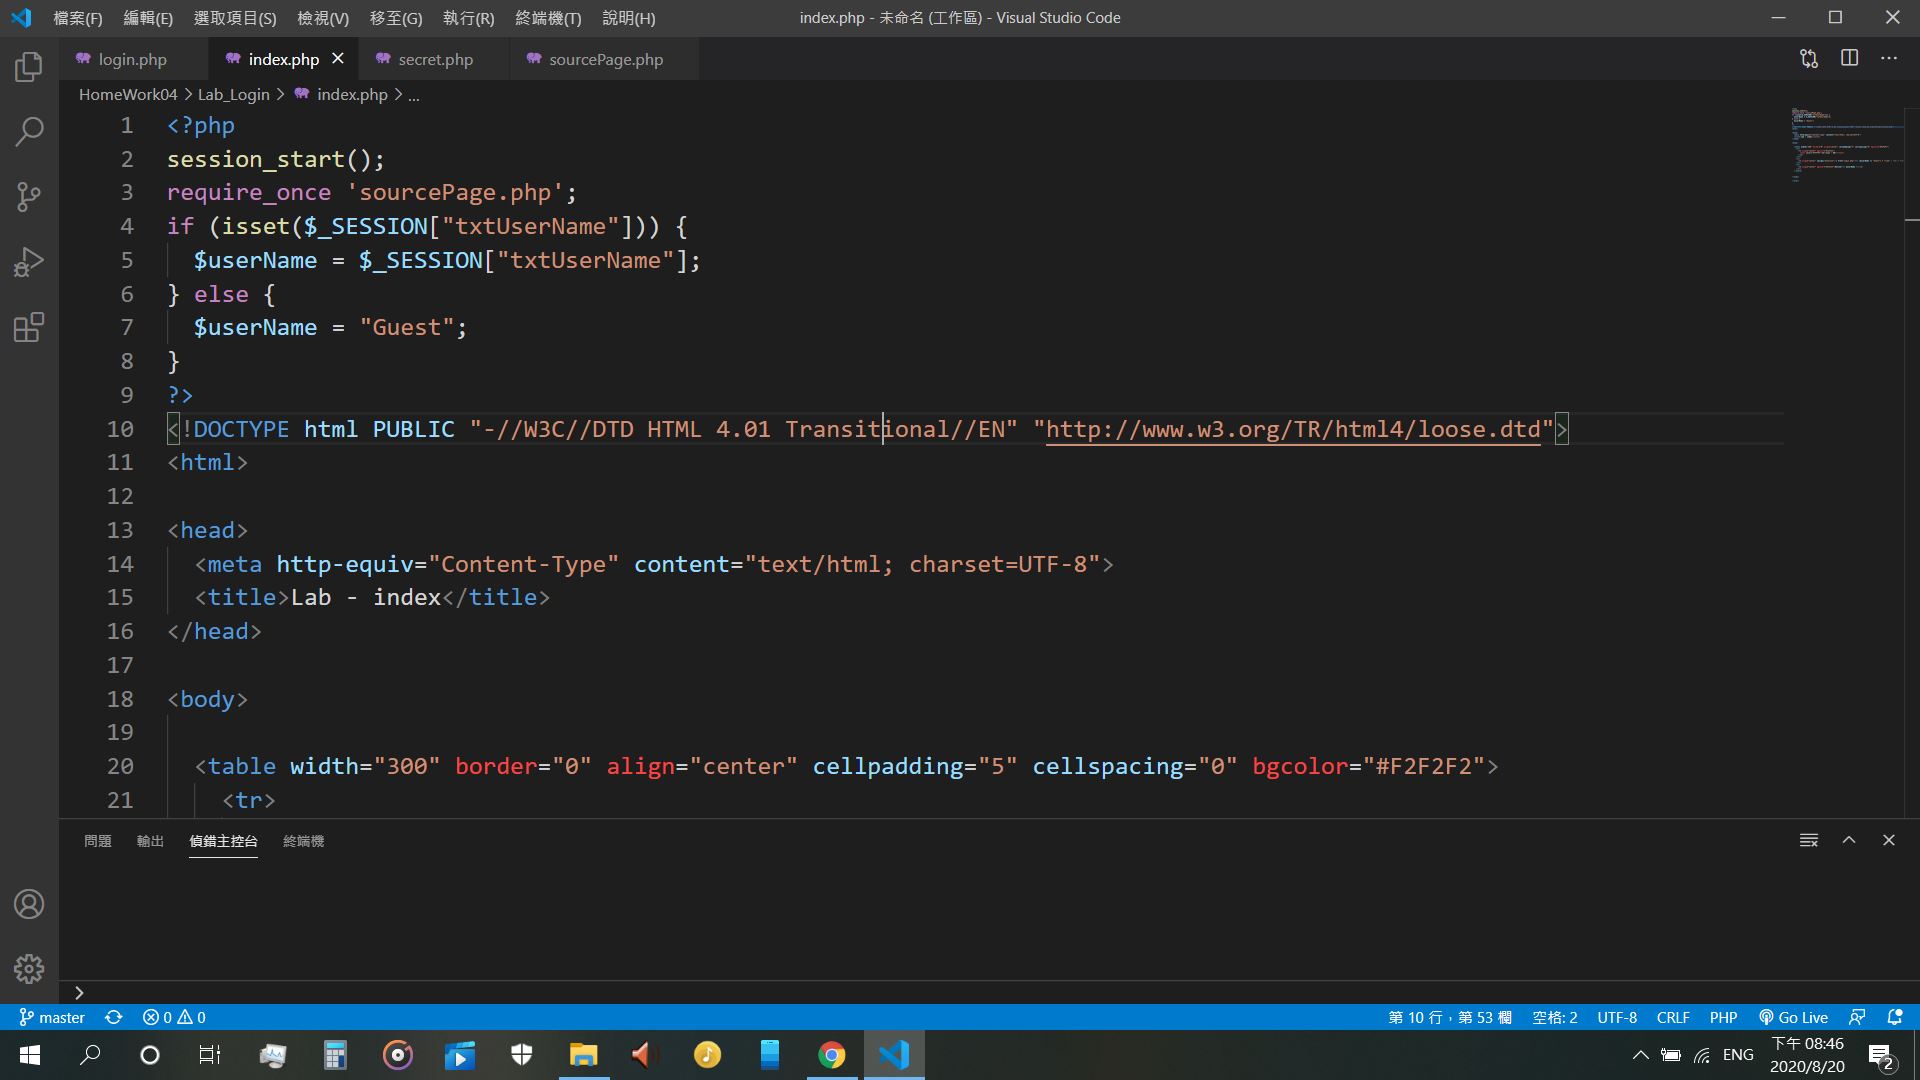 檔案(F) 編輯(E) 選取項目(S) 檢視(V) 移至(G) 執行(R) 終端機(T) 說明(H) index.php - 未命名 (工作區) - Visual Studio Code
login.php index.php secret.php sourcePage.php
HomeWork04 > Lab_Login > index.php > ...
1 <?php
2 session_start();
3 require_once 'sourcePage.php';
4 if (isset($_SESSION["txtUserName"])) {
5 $userName = $_SESSION["txtUserName"];
6 } else {
7 $userName = "Guest";
8 }
9 ?>
10 <!DOCTYPE html PUBLIC "-//W3C//DTD HTML 4.01 Transitional//EN" "http://www.w3.org/TR/html4/loose.dtd">
11 <html>
12
13 <head>
14 <meta http-equiv="Content-Type" content="text/html; charset=UTF-8">
15 <title>Lab - index</title>
16 </head>
17
18 <body>
19
20 <table width="300" border="0" align="center" cellpadding="5" cellspacing="0" bgcolor="#F2F2F2">
21 <tr>
問題 輸出 偵錯主控台 終端機
master 0 0 第 10 行，第 53 欄 空格: 2 UTF-8 CRLF PHP Go Live
ENG 下午 08:46
2020/8/20 2